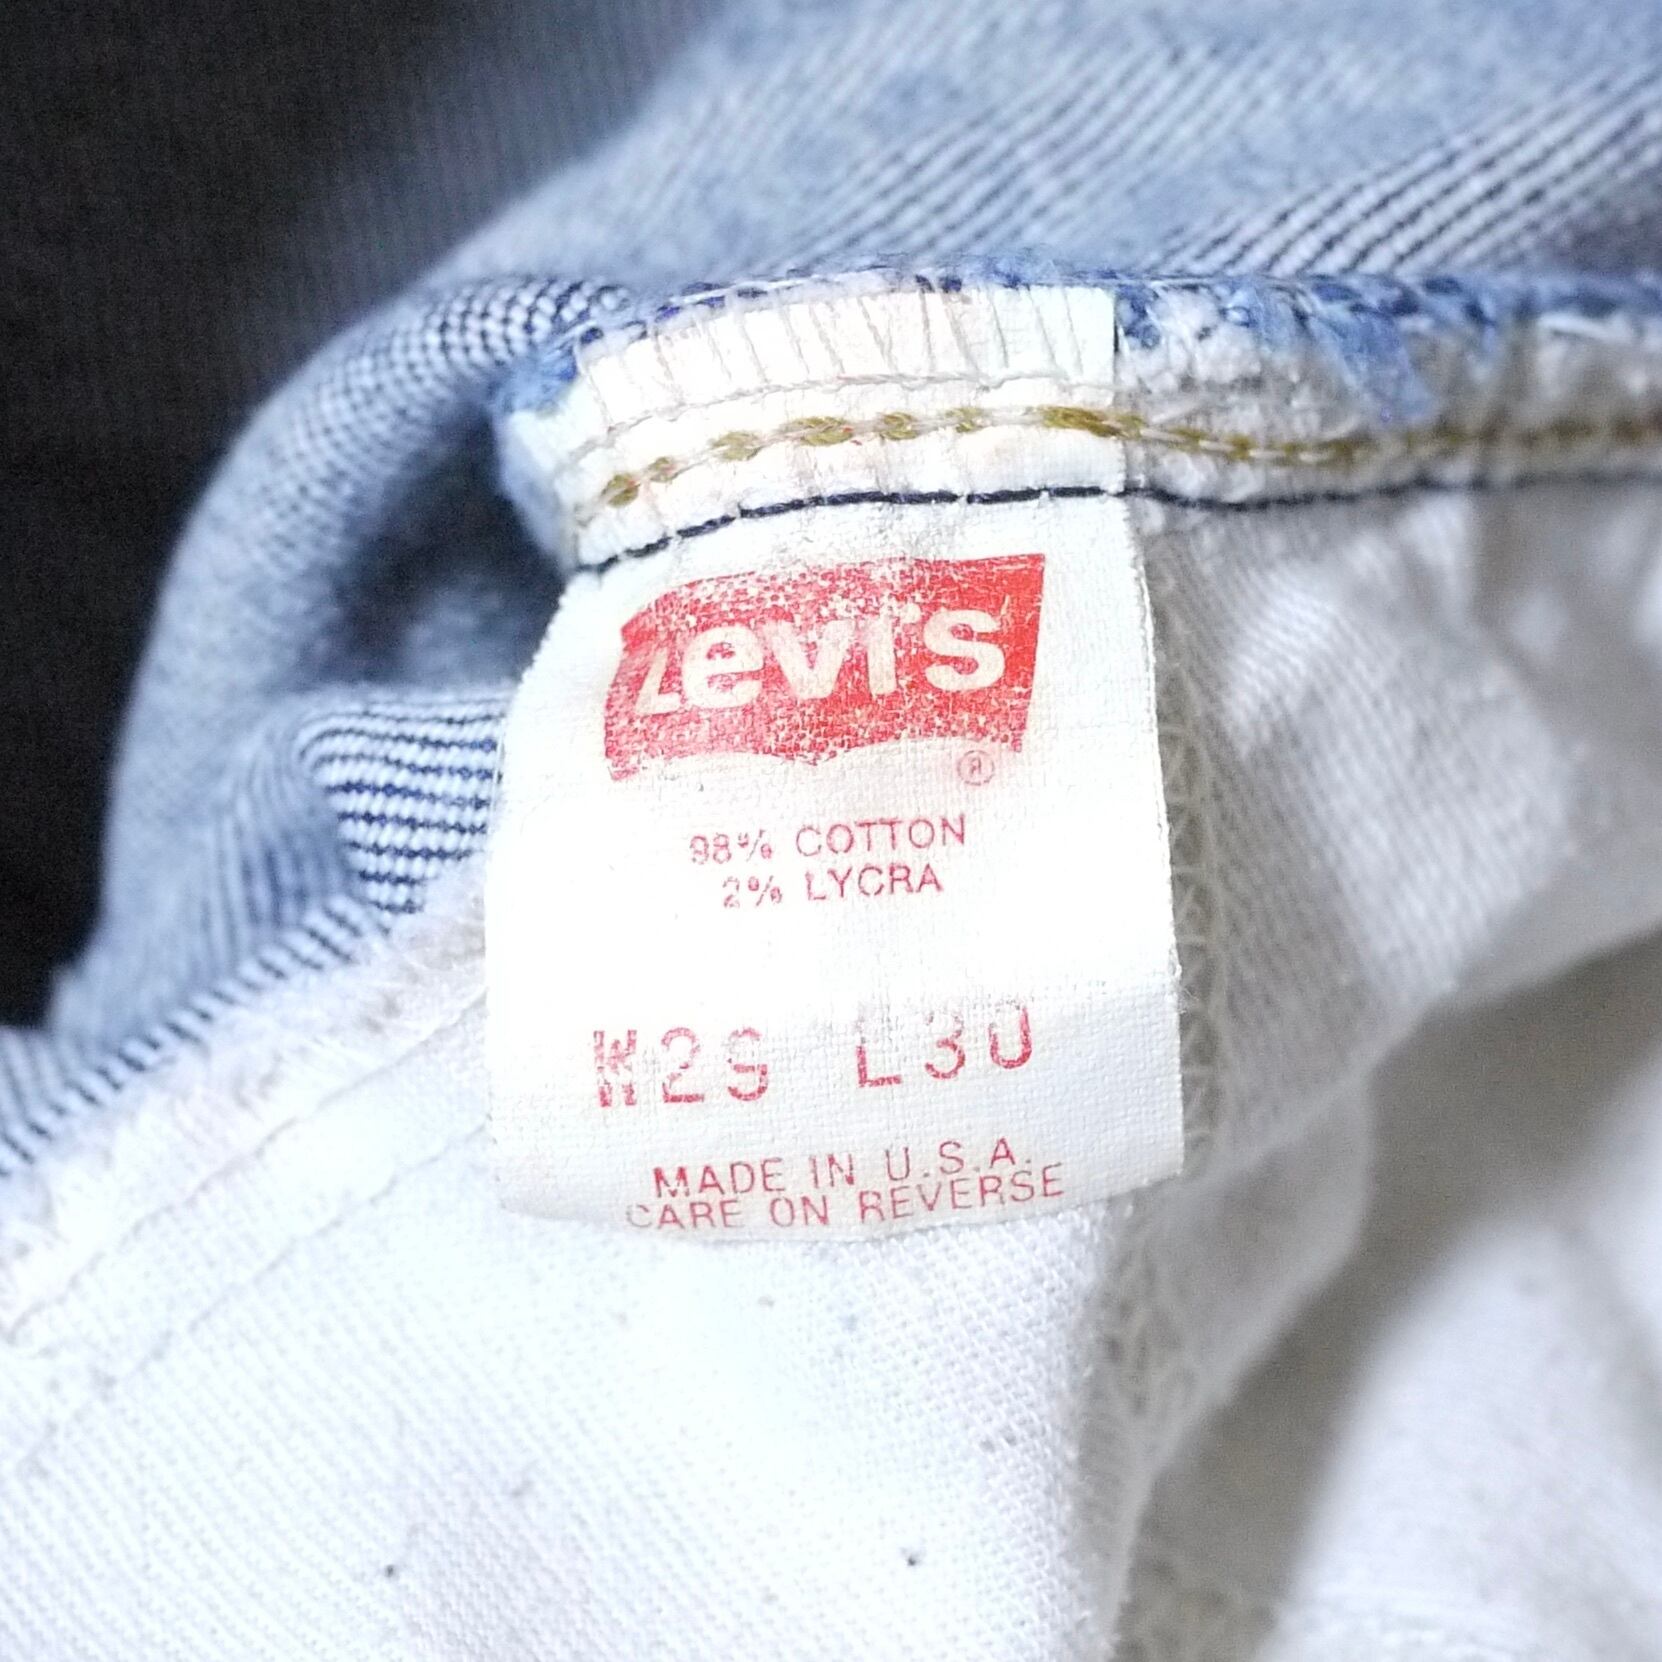 Levi's
®
98% COTTON
2% LYCRA
W29 L30
MADE IN U.S.A.
CARE ON REVERSE